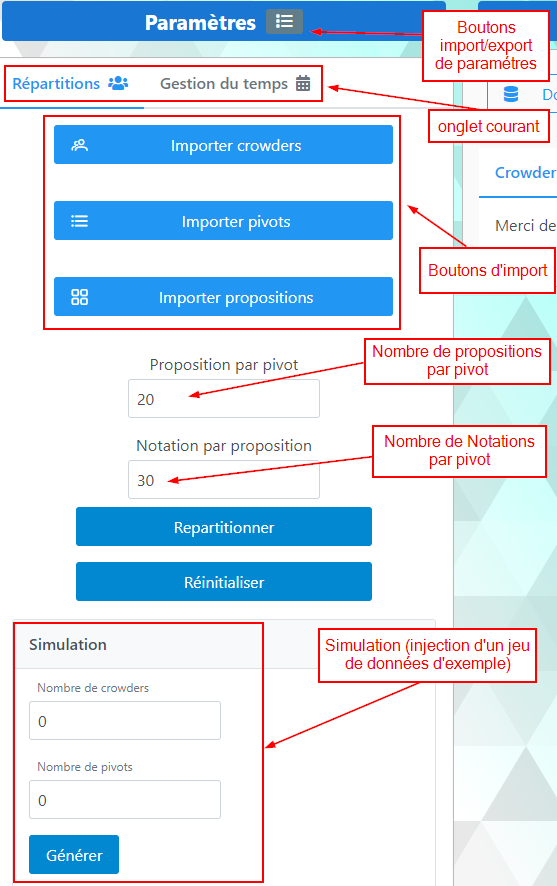 Paramètres
Boutons
import/export
de paramétres
Répartitions
Gestion du temps
Do
onglet courant
Importer crowders
Crowder
Importer pivots
Merci de
Boutons d'import
Importer propositions
Proposition par pivot
Nombre de propositions
par pivot
20
Notation par proposition
Nombre de Notations
par pivot
30
Repartitionner
Réinitialiser
Simulation
Simulation (injection d'un jeu
de données d'exemple)
Nombre de crowders
0
Nombre de pivots
0
Générer